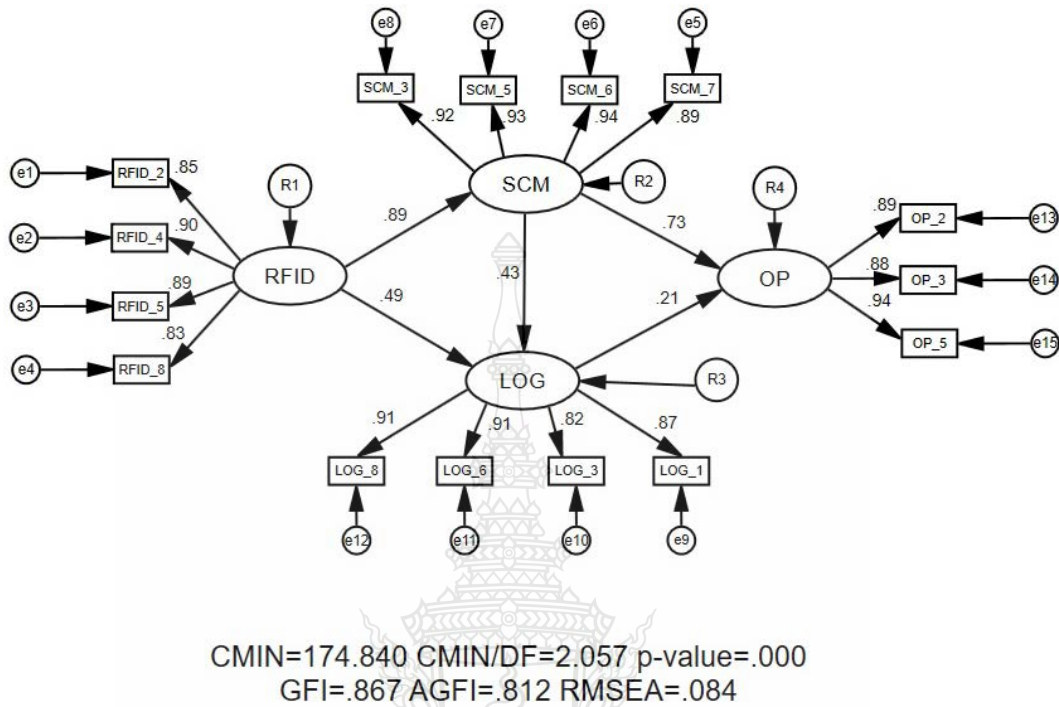 e8
e7
e6
e5
SCM_3
SCM_5
SCM_6
SCM_7
.92
.93
.94
.89
e1
RFID_2
.85
e2
RFID_4
.90
e3
RFID_5
.89
e4
RFID_8
.83
R1
RFID
.89
.49
SCM
R2
.43
.73
R4
OP
.21
.89
OP_2
e13
.88
OP_3
e14
.94
OP_5
e15
LOG
R3
.91
.91
.82
.87
LOG_8
LOG_6
LOG_3
LOG_1
e12
e11
e10
e9
CMIN=174.840 CMIN/DF=2.057 p-value=.000
GFI=.867 AGFI=.812 RMSEA=.084